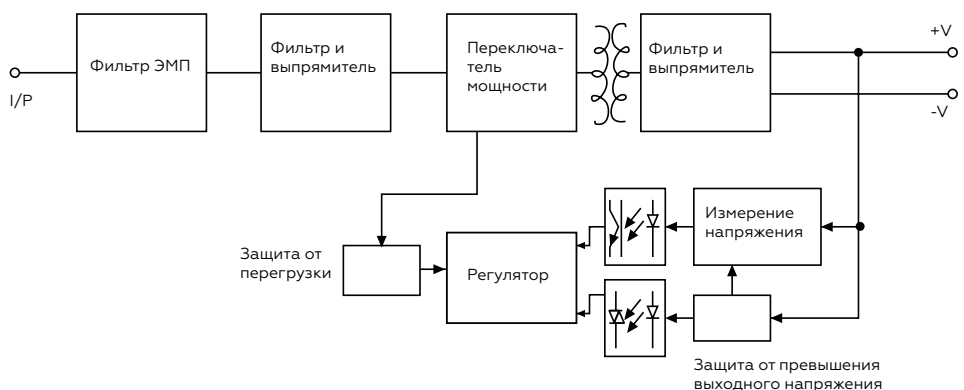 I/P
Фильтр ЭМП
Фильтр и
выпрямитель
Переключа-
тель
мощности
Фильтр и
выпрямитель
+V
-V
Защита от
перегрузки
Регулятор
Измерение
напряжения
Защита от превышения
выходного напряжения